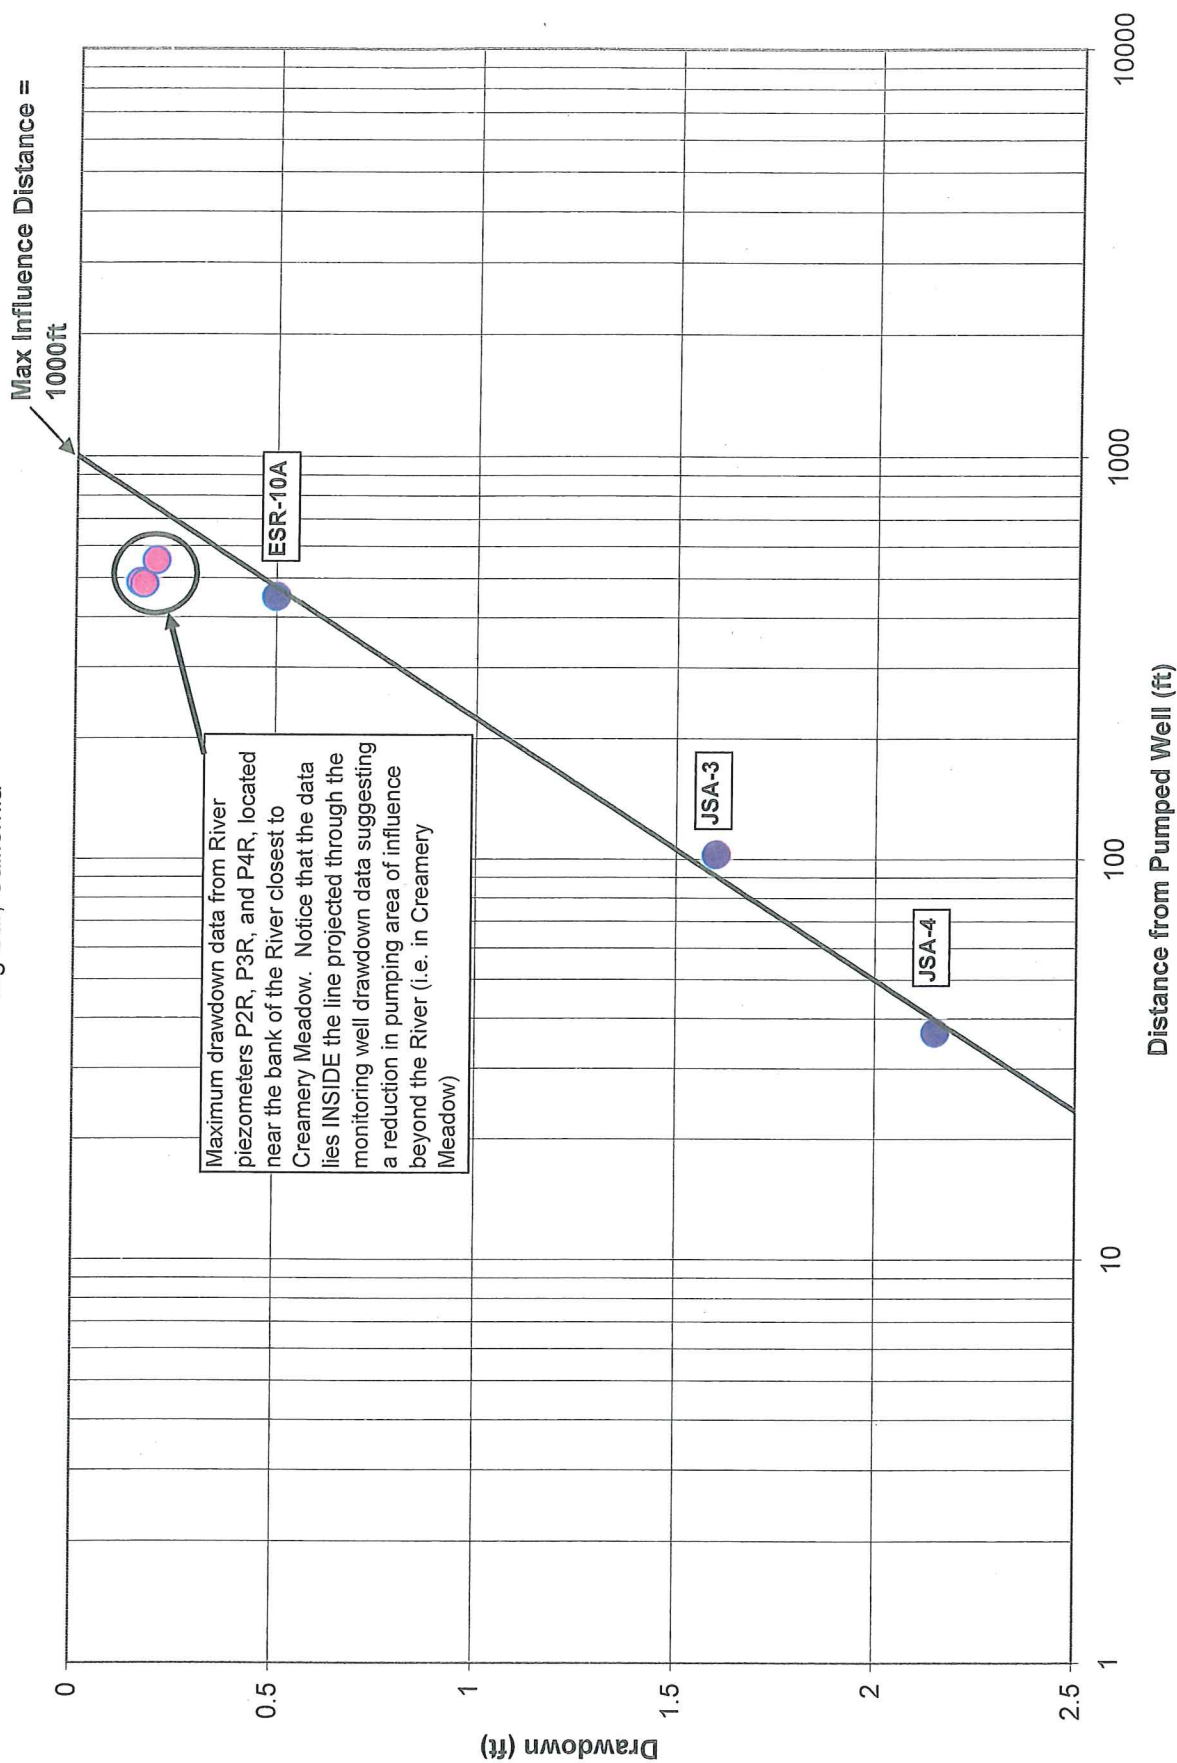 Max Influence Distance =
1000ft
Maximum drawdown data from River
piezometers P2R, P3R, and P4R, located
near the bank of the River closest to
Creamery Meadow.  Notice that the data
lies INSIDE the line projected through the
monitoring well drawdown data suggesting
a reduction in pumping area of influence
beyond the River (i.e. in Creamery
Meadow)
ESR-10A
JSA-3
JSA-4
0
0.5
1
1.5
2
2.5
Drawdown (ft)
1
10
100
1000
10000
Distance from Pumped Well (ft)